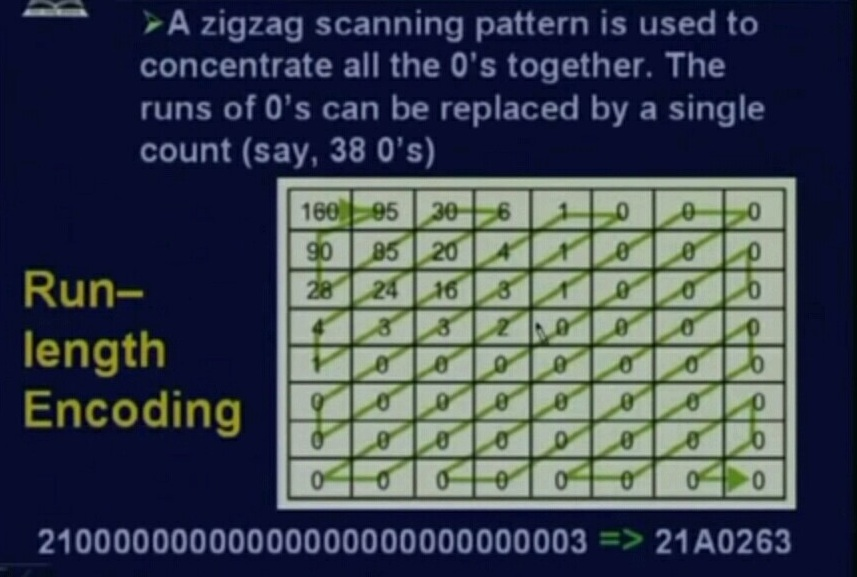 ➢A zigzag scanning pattern is used to
concentrate all the 0's together. The
runs of 0's can be replaced by a single
count (say, 38 0's)
160 95 30 6 1 0 0 0
90 85 20 4 1 0 0 0
28 24 16 3 1 0 0 0
4 3 3 2 0 0 0 0
1 0 0 0 0 0 0 0
0 0 0 0 0 0 0 0
0 0 0 0 0 0 0 0
0 0 0 0 0 0 0 0
Run–
length
Encoding
21000000000000000000000000003 => 21A0263